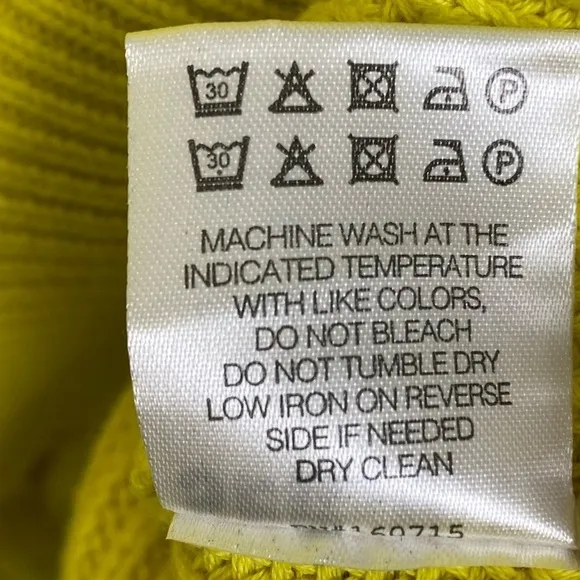 30 P
30 P
MACHINE WASH AT THE
INDICATED TEMPERATURE
WITH LIKE COLORS,
DO NOT BLEACH
DO NOT TUMBLE DRY
LOW IRON ON REVERSE
SIDE IF NEEDED
DRY CLEAN